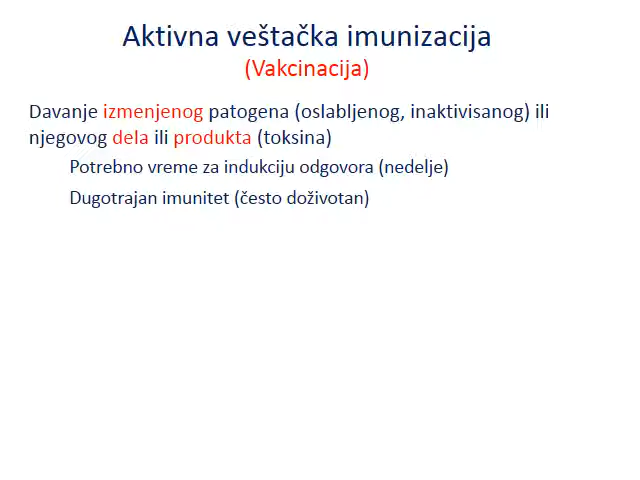 Aktivna veštačka imunizacija
(Vakcinacija)
Davanje izmenjenog patogena (oslabljenog, inaktivisanog) ili
njegovog dela ili produkta (toksina)
Potrebno vreme za indukciju odgovora (nedelje)
Dugotrajan imunitet (često doživotan)